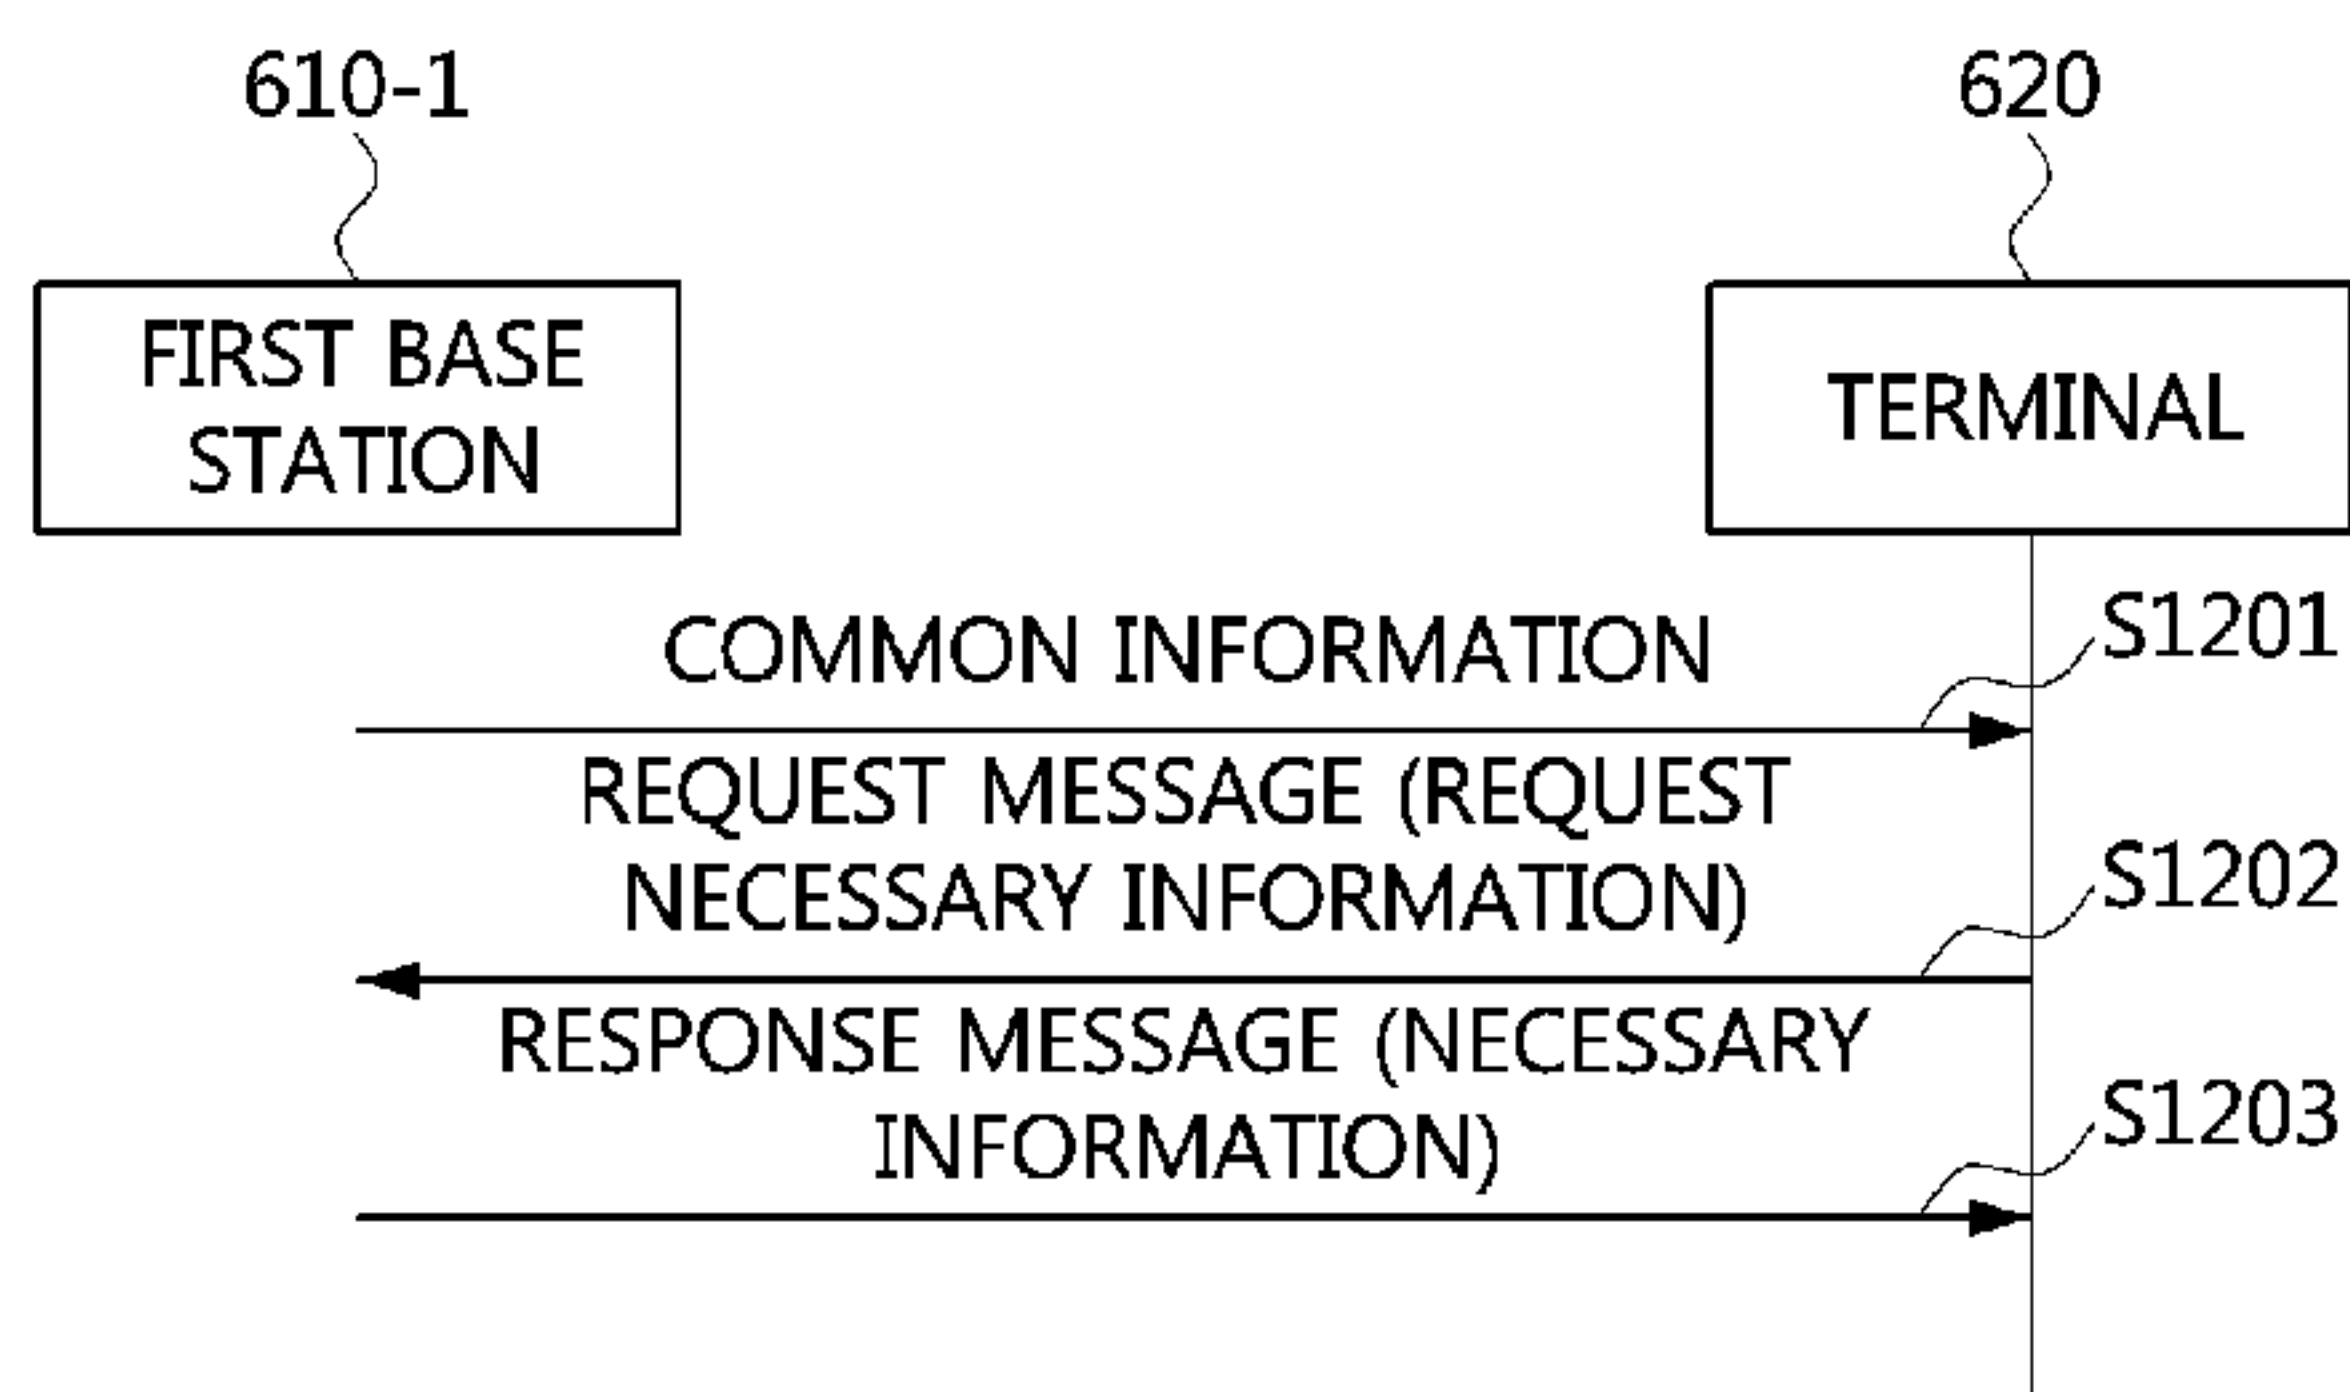 610-1
620
FIRST BASE
STATION
TERMINAL
COMMON INFORMATION
S1201
REQUEST MESSAGE (REQUEST
NECESSARY INFORMATION)
S1202
RESPONSE MESSAGE (NECESSARY
INFORMATION)
S1203